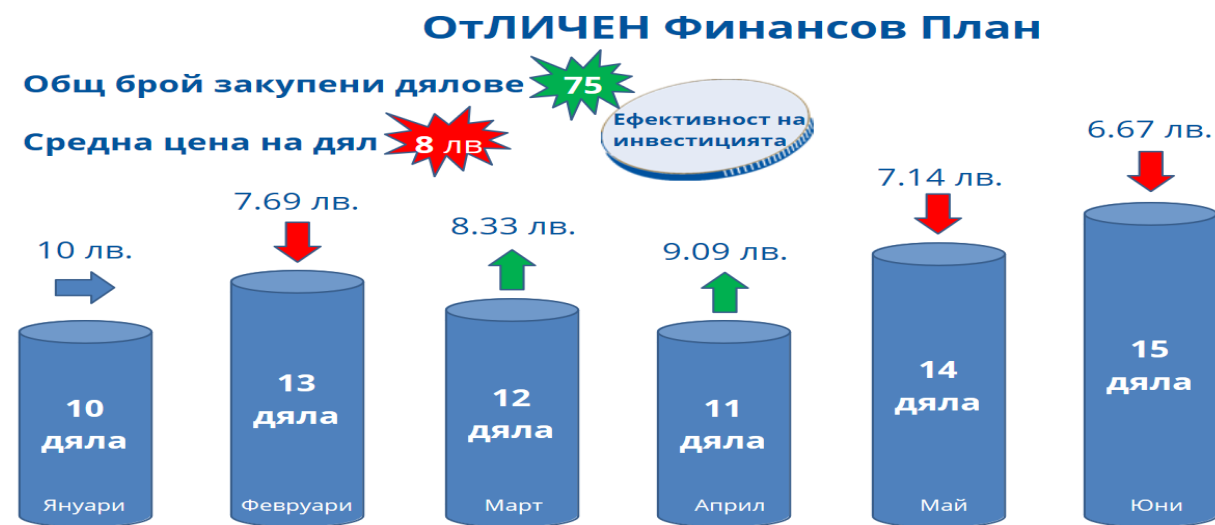 ОтЛИЧЕН Финансов План
Общ брой закупени дялове 75
Средна цена на дял 8 лв
Ефективност на
инвестицията
10 лв.
7.69 лв.
8.33 лв.
9.09 лв.
7.14 лв.
6.67 лв.
10
дяла
13
дяла
12
дяла
11
дяла
14
дяла
15
дяла
Януари
Февруари
Март
Април
Май
Юни